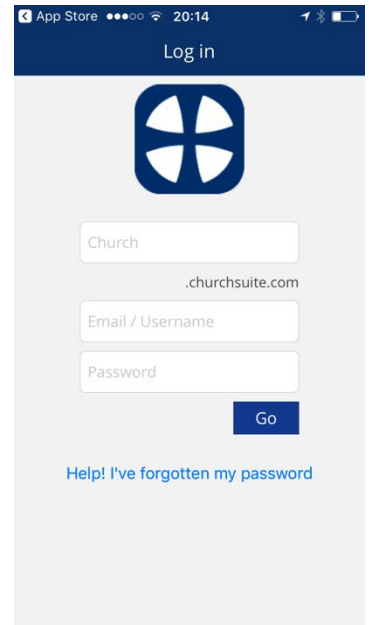 App Store 20:14
Log in
Church
.churchsuite.com
Email / Username
Password
Go
Help! I've forgotten my password